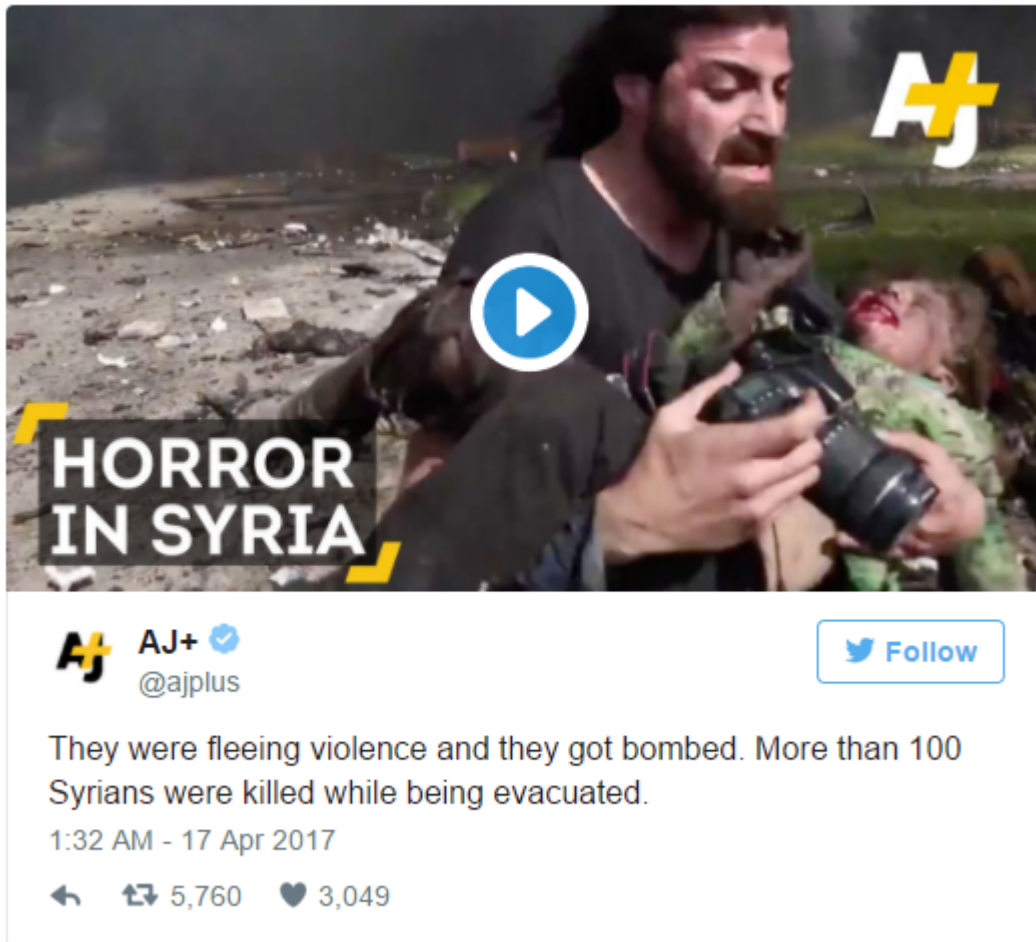 AJ+
HORROR
IN SYRIA
AJ+ AJ+
@ajplus
Follow
They were fleeing violence and they got bombed. More than 100
Syrians were killed while being evacuated.
1:32 AM - 17 Apr 2017
5,760 3,049